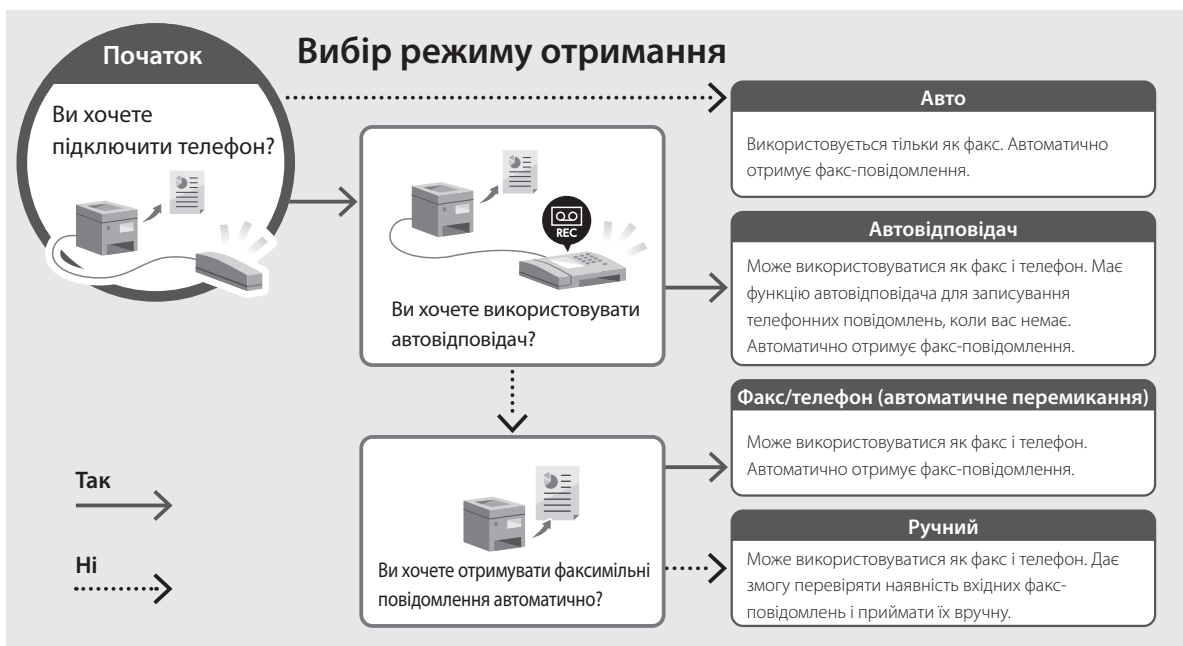 Вибір режиму отримання
Початок
Ви хочете
підключити телефон?
REC
Ви хочете використовувати
автовідповідач?
Ви хочете отримувати факсимільні
повідомлення автоматично?
Авто
Використовується тільки як факс. Автоматично
отримує факс-повідомлення.
Автовідповідач
Може використовуватися як факс і телефон. Має
функцію автовідповідача для записування
телефонних повідомлень, коли вас немає.
Автоматично отримує факс-повідомлення.
Факс/телефон (автоматичне перемикання)
Може використовуватися як факс і телефон.
Автоматично отримує факс-повідомлення.
Ручний
Може використовуватися як факс і телефон. Дає
змогу перевіряти наявність вхідних факс-
повідомлень і приймати їх вручну.
Так
Ні